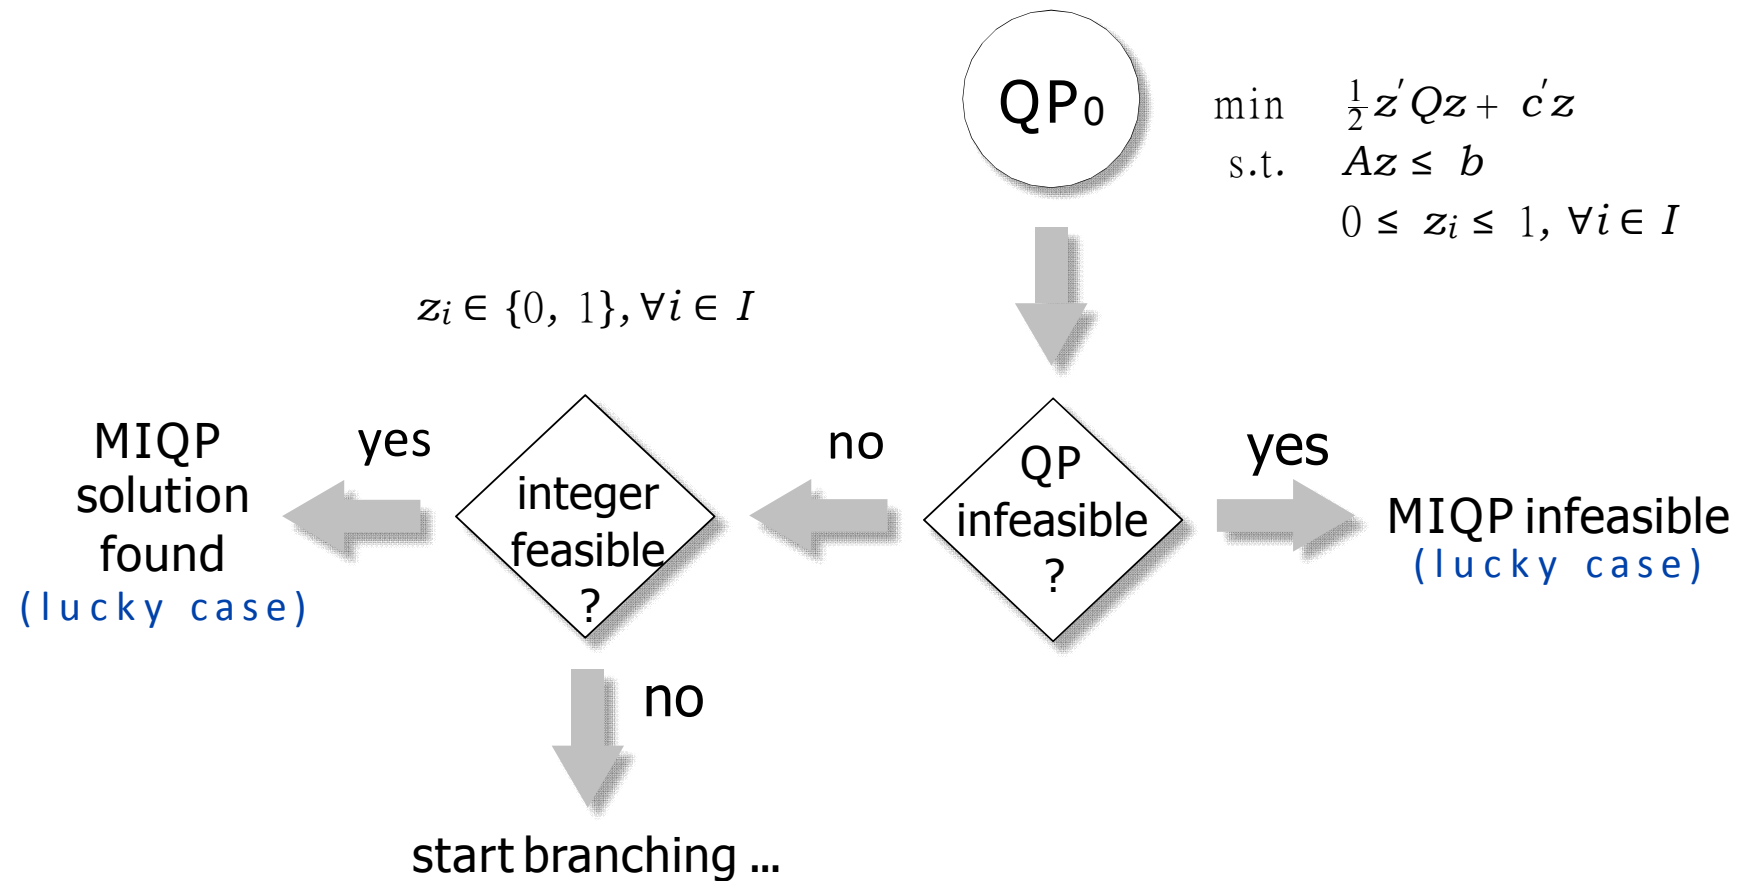 QP0
min ½ z′Qz + c′z
s.t. Az ≤ b
0 ≤ zi ≤ 1, ∀i ∈ I
zi ∈ {0, 1}, ∀i ∈ I
MIQP
solution
found
(lucky case)
yes
integer
feasible
?
no
QP
infeasible
?
yes
MIQP infeasible
(lucky case)
no
start branching ...